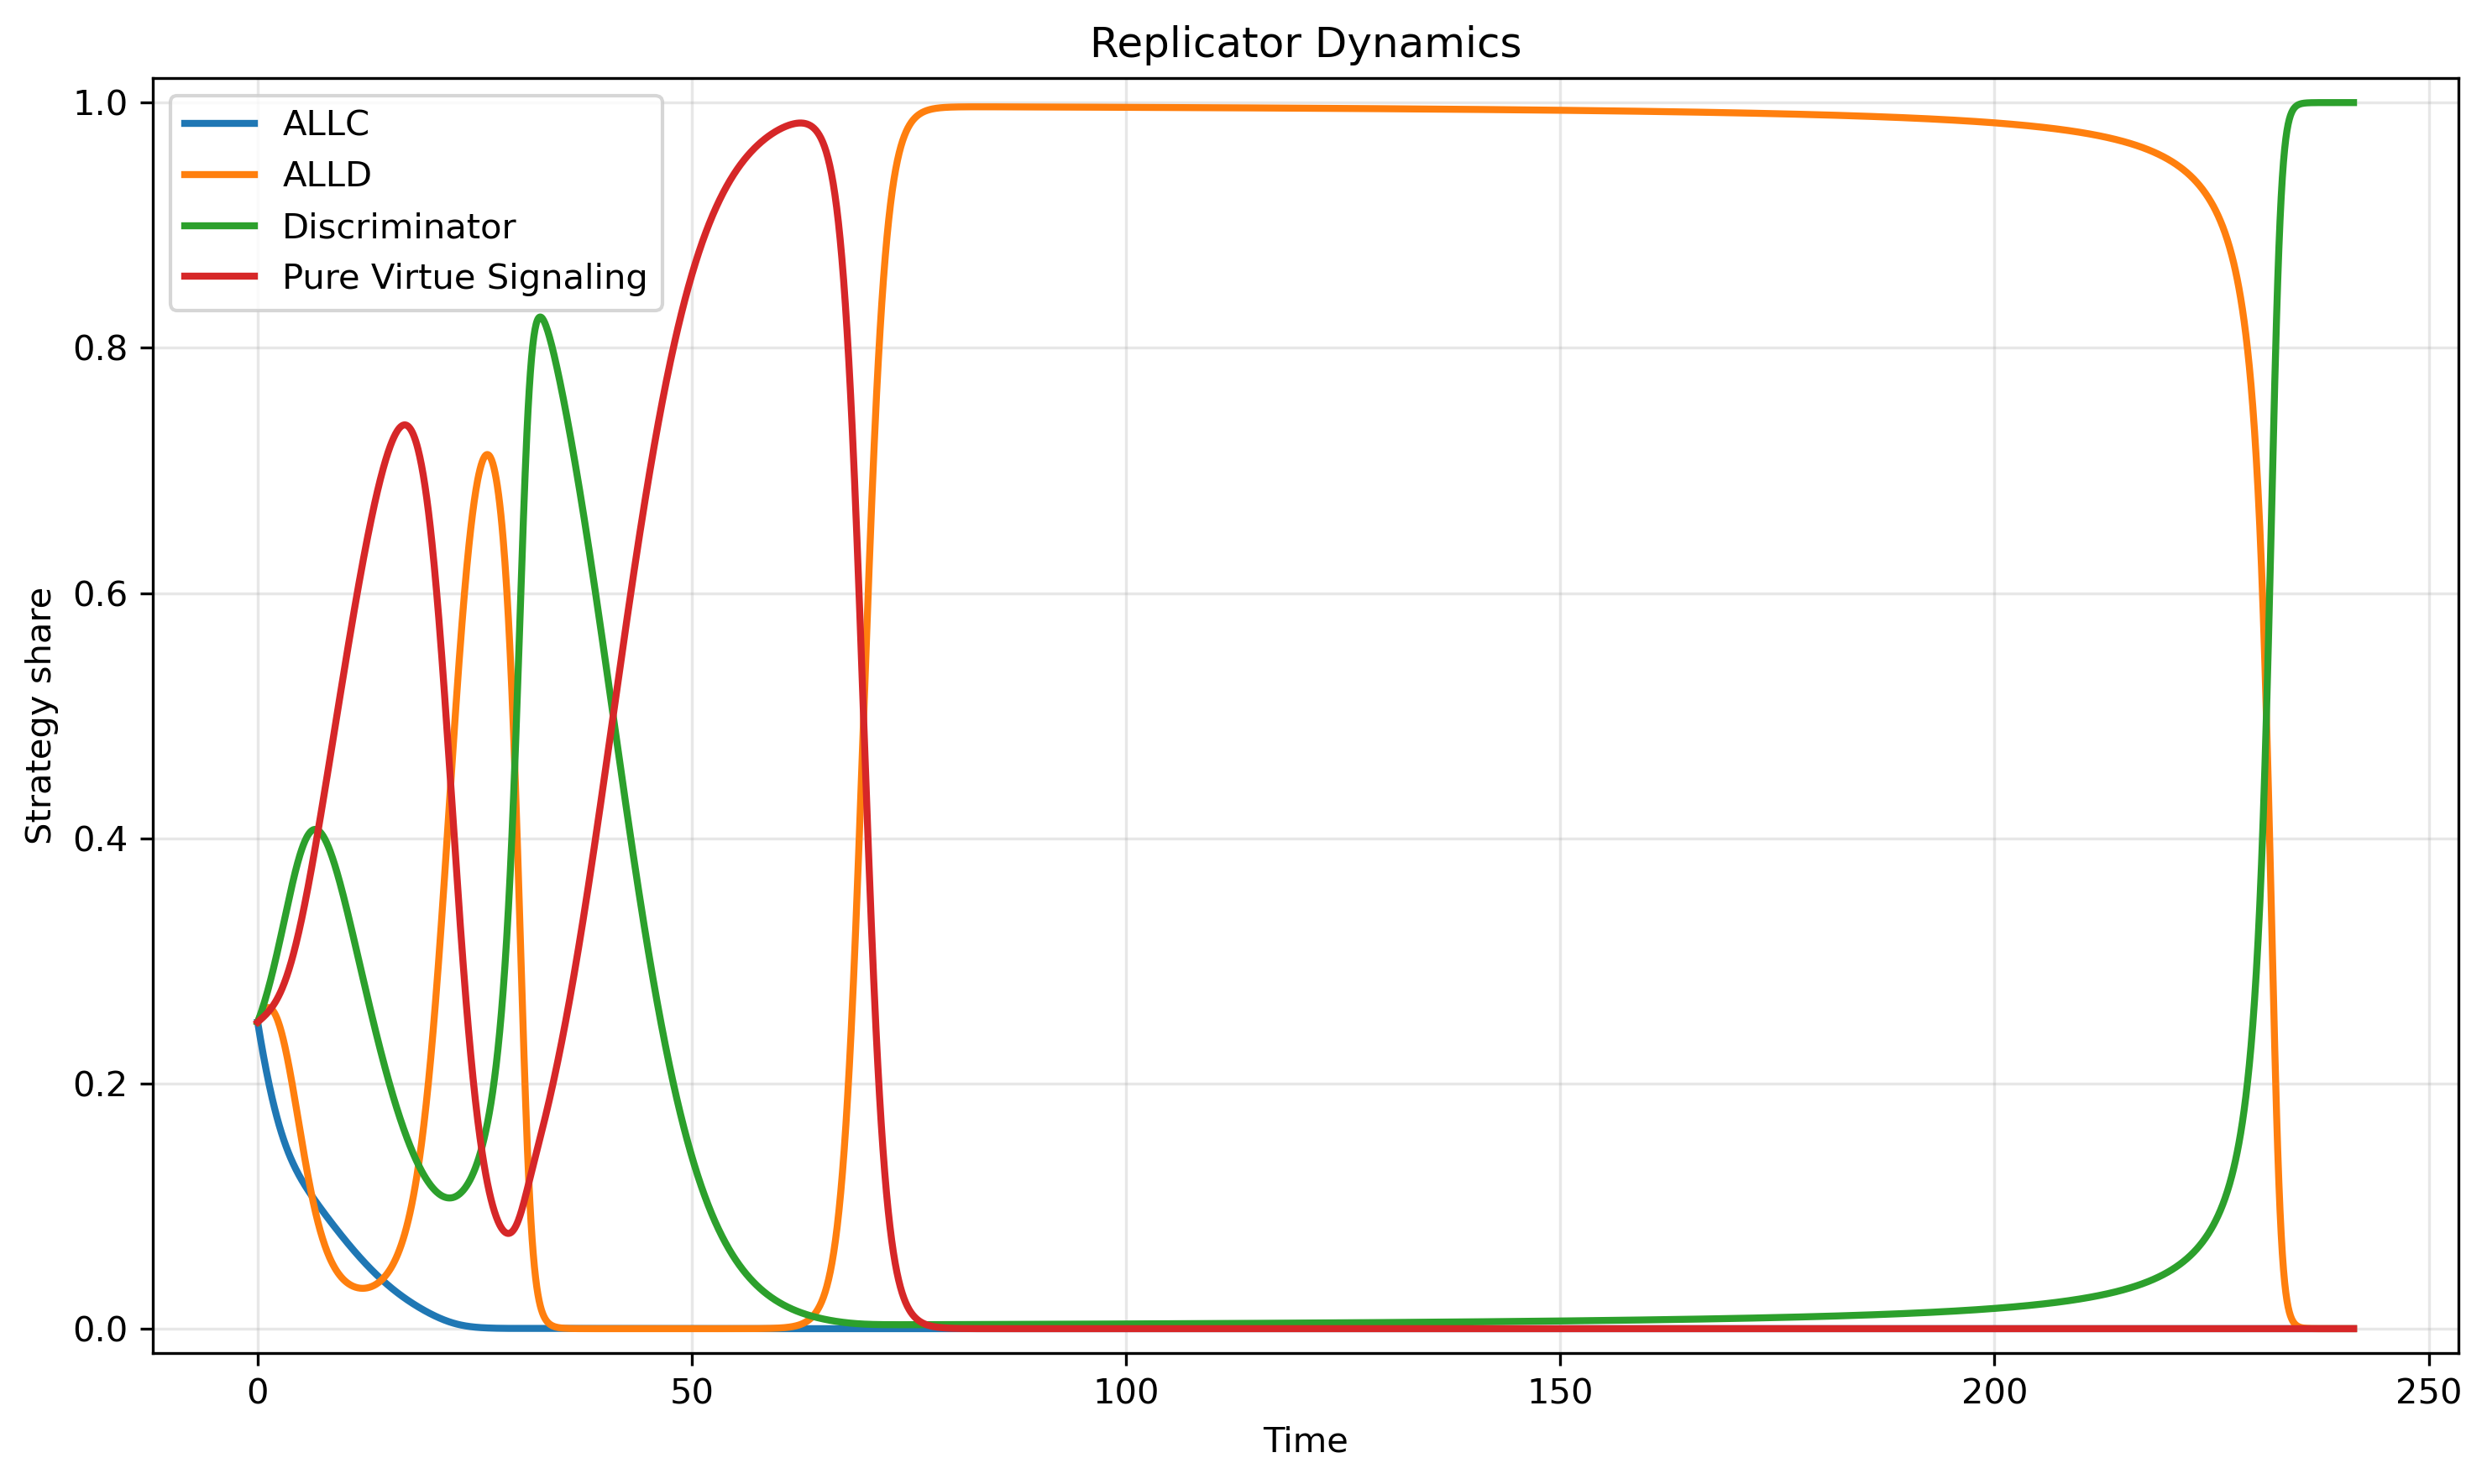 Replicator Dynamics
ALLC
ALLD
Discriminator
Pure Virtue Signaling
Strategy share
1.0
0.8
0.6
0.4
0.2
0.0
0 50 100 150 200 250
Time